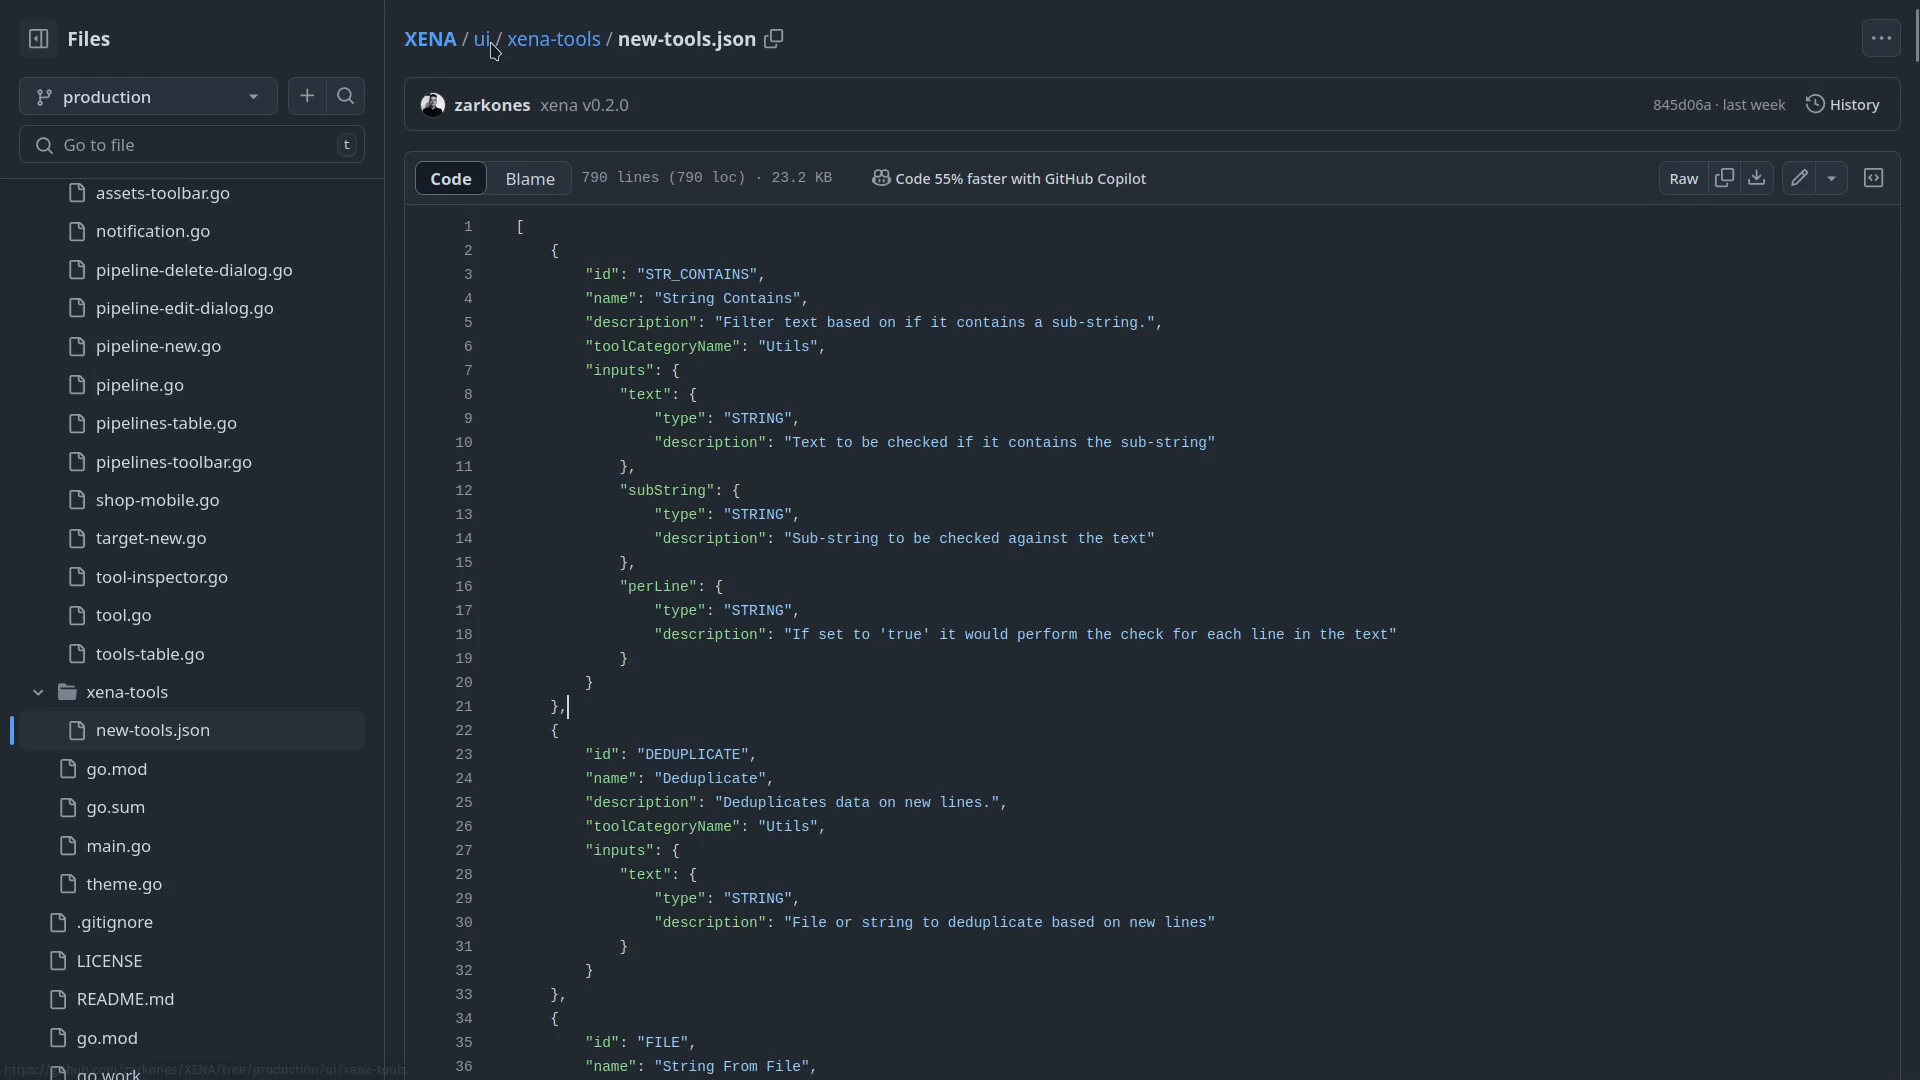 Files
production
Go to file
t
assets-toolbar.go
notification.go
pipeline-delete-dialog.go
pipeline-edit-dialog.go
pipeline-new.go
pipeline.go
pipelines-table.go
pipelines-toolbar.go
shop-mobile.go
target-new.go
tool-inspector.go
tool.go
tools-table.go
xena-tools
new-tools.json
go.mod
go.sum
main.go
theme.go
.gitignore
LICENSE
README.md
go.mod
go.work
https://github.com/zarkones/XENA/tree/production/ui/xena-tools
XENA / ui / xena-tools / new-tools.json
zarkones xena v0.2.0
845d06a · last week History
Code Blame 790 lines (790 loc) · 23.2 KB Code 55% faster with GitHub Copilot Raw
1 [
2 {
3 "id": "STR_CONTAINS",
4 "name": "String Contains",
5 "description": "Filter text based on if it contains a sub-string.",
6 "toolCategoryName": "Utils",
7 "inputs": {
8 "text": {
9 "type": "STRING",
10 "description": "Text to be checked if it contains the sub-string"
11 },
12 "subString": {
13 "type": "STRING",
14 "description": "Sub-string to be checked against the text"
15 },
16 "perLine": {
17 "type": "STRING",
18 "description": "If set to 'true' it would perform the check for each line in the text"
19 }
20 }
21 },
22 {
23 "id": "DEDUPLICATE",
24 "name": "Deduplicate",
25 "description": "Deduplicates data on new lines.",
26 "toolCategoryName": "Utils",
27 "inputs": {
28 "text": {
29 "type": "STRING",
30 "description": "File or string to deduplicate based on new lines"
31 }
32 }
33 },
34 {
35 "id": "FILE",
36 "name": "String From File",